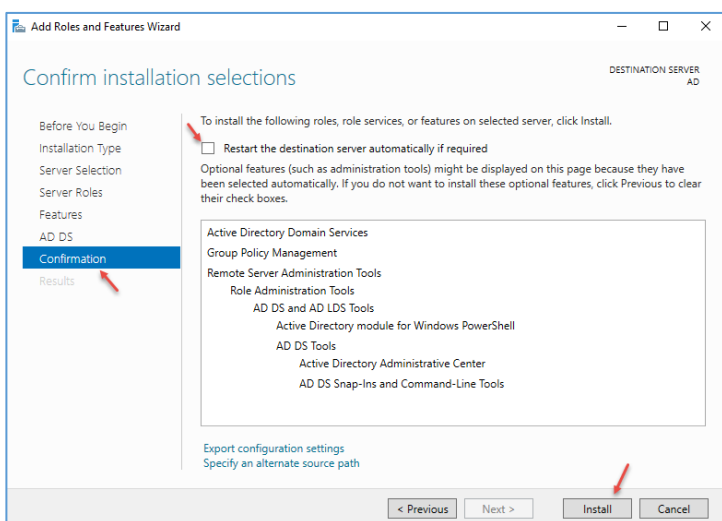 Add Roles and Features Wizard
Confirm installation selections
DESTINATION SERVER
AD
Before You Begin
Installation Type
Server Selection
Server Roles
Features
AD DS
Confirmation
Results
To install the following roles, role services, or features on selected server, click Install.
Restart the destination server automatically if required
Optional features (such as administration tools) might be displayed on this page because they have
been selected automatically. If you do not want to install these optional features, click Previous to clear
their check boxes.
Active Directory Domain Services
Group Policy Management
Remote Server Administration Tools
Role Administration Tools
AD DS and AD LDS Tools
Active Directory module for Windows PowerShell
AD DS Tools
Active Directory Administrative Center
AD DS Snap-Ins and Command-Line Tools
Export configuration settings
Specify an alternate source path
< Previous
Next >
Install
Cancel